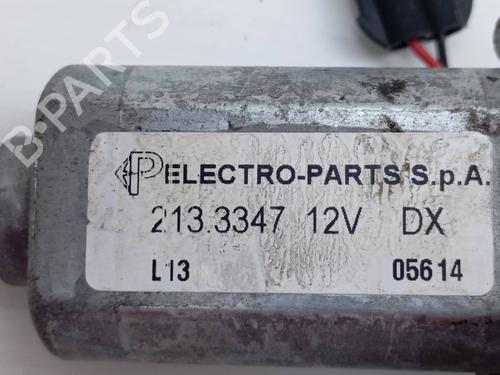 ELECTRO-PARTS S.p.A.
213.3347 12V DX
L13 05614
B-PARTS